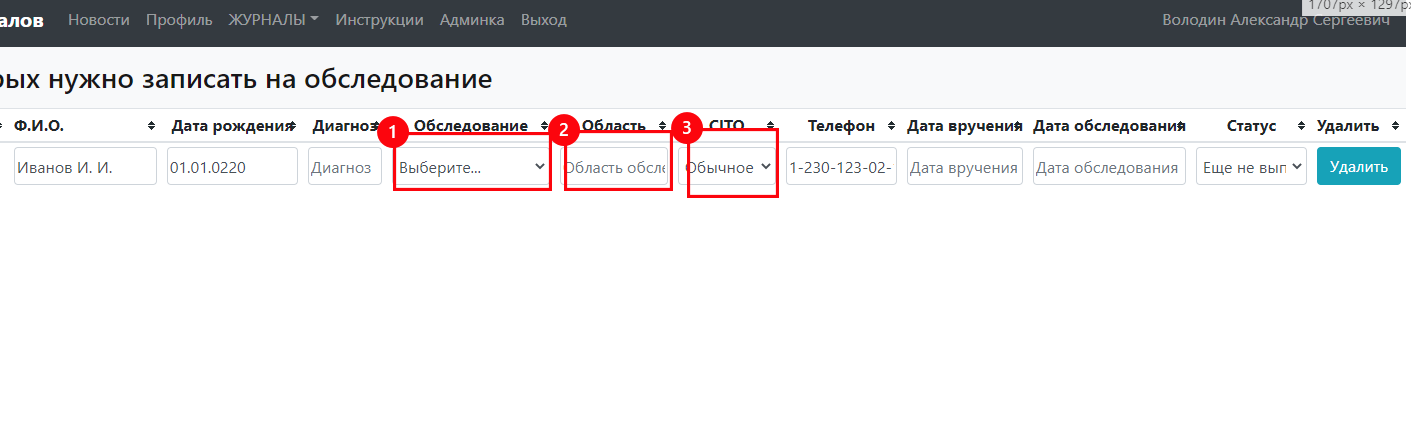 алов Новости Профиль ЖУРНАЛЫ Инструкции Админка Выход Володин Александр Сергеевич 1707px × 1297px
рых нужно записать на обследование
Ф.И.О. Дата рождения Диагноз 1 Обследование 2 Область 3 CITO Телефон Дата вручения Дата обследования Статус Удалить
Иванов И. И. 01.01.0220 Диагноз Выберите... Область обсле Обычное 1-230-123-02- Дата вручения Дата обследования Еще не вып Удалить